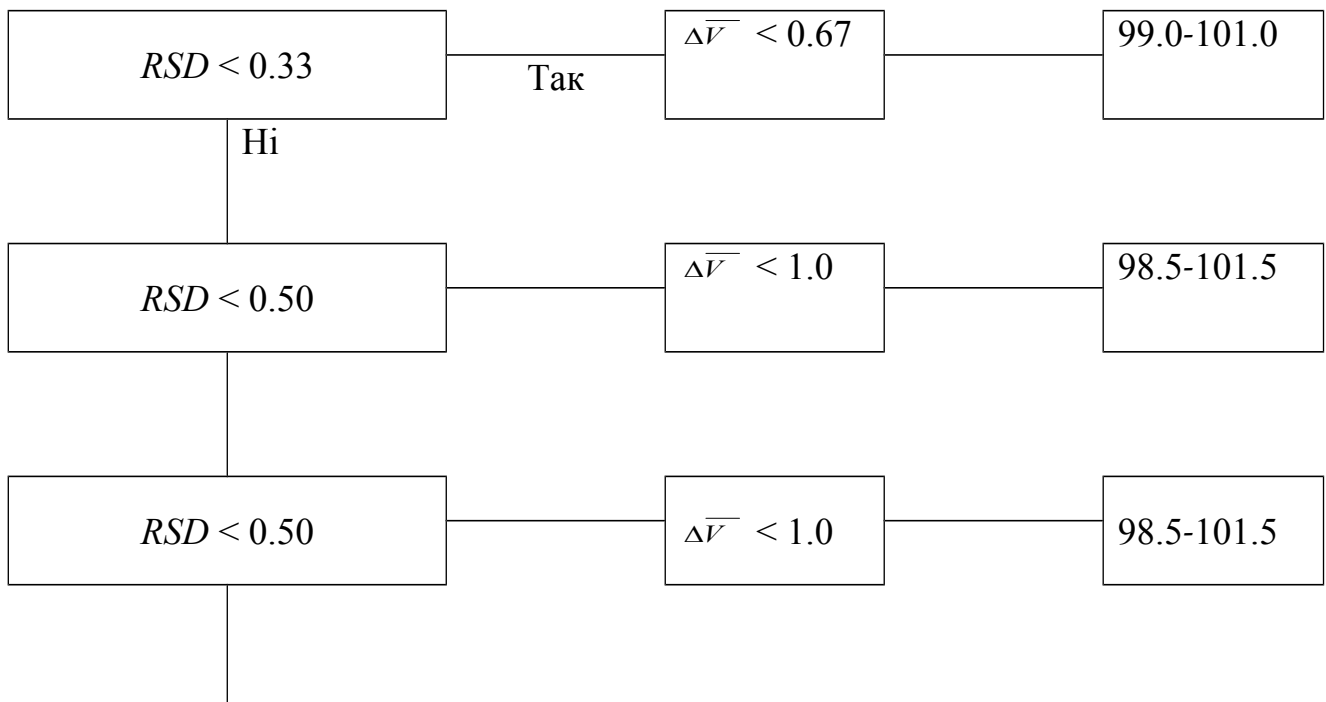 RSD < 0.33
Так
ΔV̅ < 0.67
99.0-101.0
Ні
RSD < 0.50
ΔV̅ < 1.0
98.5-101.5
RSD < 0.50
ΔV̅ < 1.0
98.5-101.5